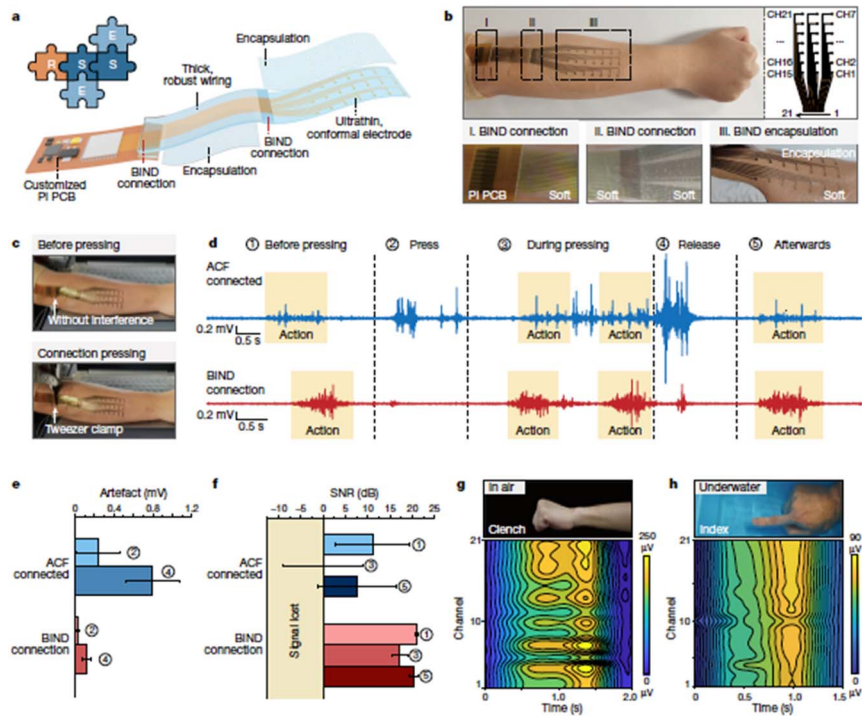 a
E
R
S
S
E
Thick,
robust wiring
Encapsulation
Ultrathin,
conformal electrode
BIND
connection
Encapsulation
BIND
connection
Customized
PI PCB
b
I
II
III
CH21
CH7
...
...
CH16
CH2
CH15
CH1
21
1
I. BIND connection
II. BIND connection
III. BIND encapsulation
PI PCB
Soft
Soft
Soft
Encapsulation
Soft
c
Before pressing
Without interference
Connection pressing
Tweezer clamp
d
① Before pressing
② Press
③ During pressing
④ Release
⑤ Afterwards
ACF
connected
0.2 mV
0.5 s
Action
Action
Action
Action
BIND
connection
0.2 mV
0.5 s
Action
Action
Action
Action
e
Artefact (mV)
0
0.4
0.8
1.2
ACF
connected
②
④
BIND
connection
②
④
f
SNR (dB)
−10
−5
0
5
10
15
20
25
Signal lost
ACF
connected
①
③
⑤
BIND
connection
①
③
⑤
g
In air
Clench
250
µV
Channel
21
10
1
0
1.0
2.0
Time (s)
0
µV
h
Underwater
Index
90
µV
Channel
21
10
1
0
0.5
1.0
1.5
Time (s)
0
µV